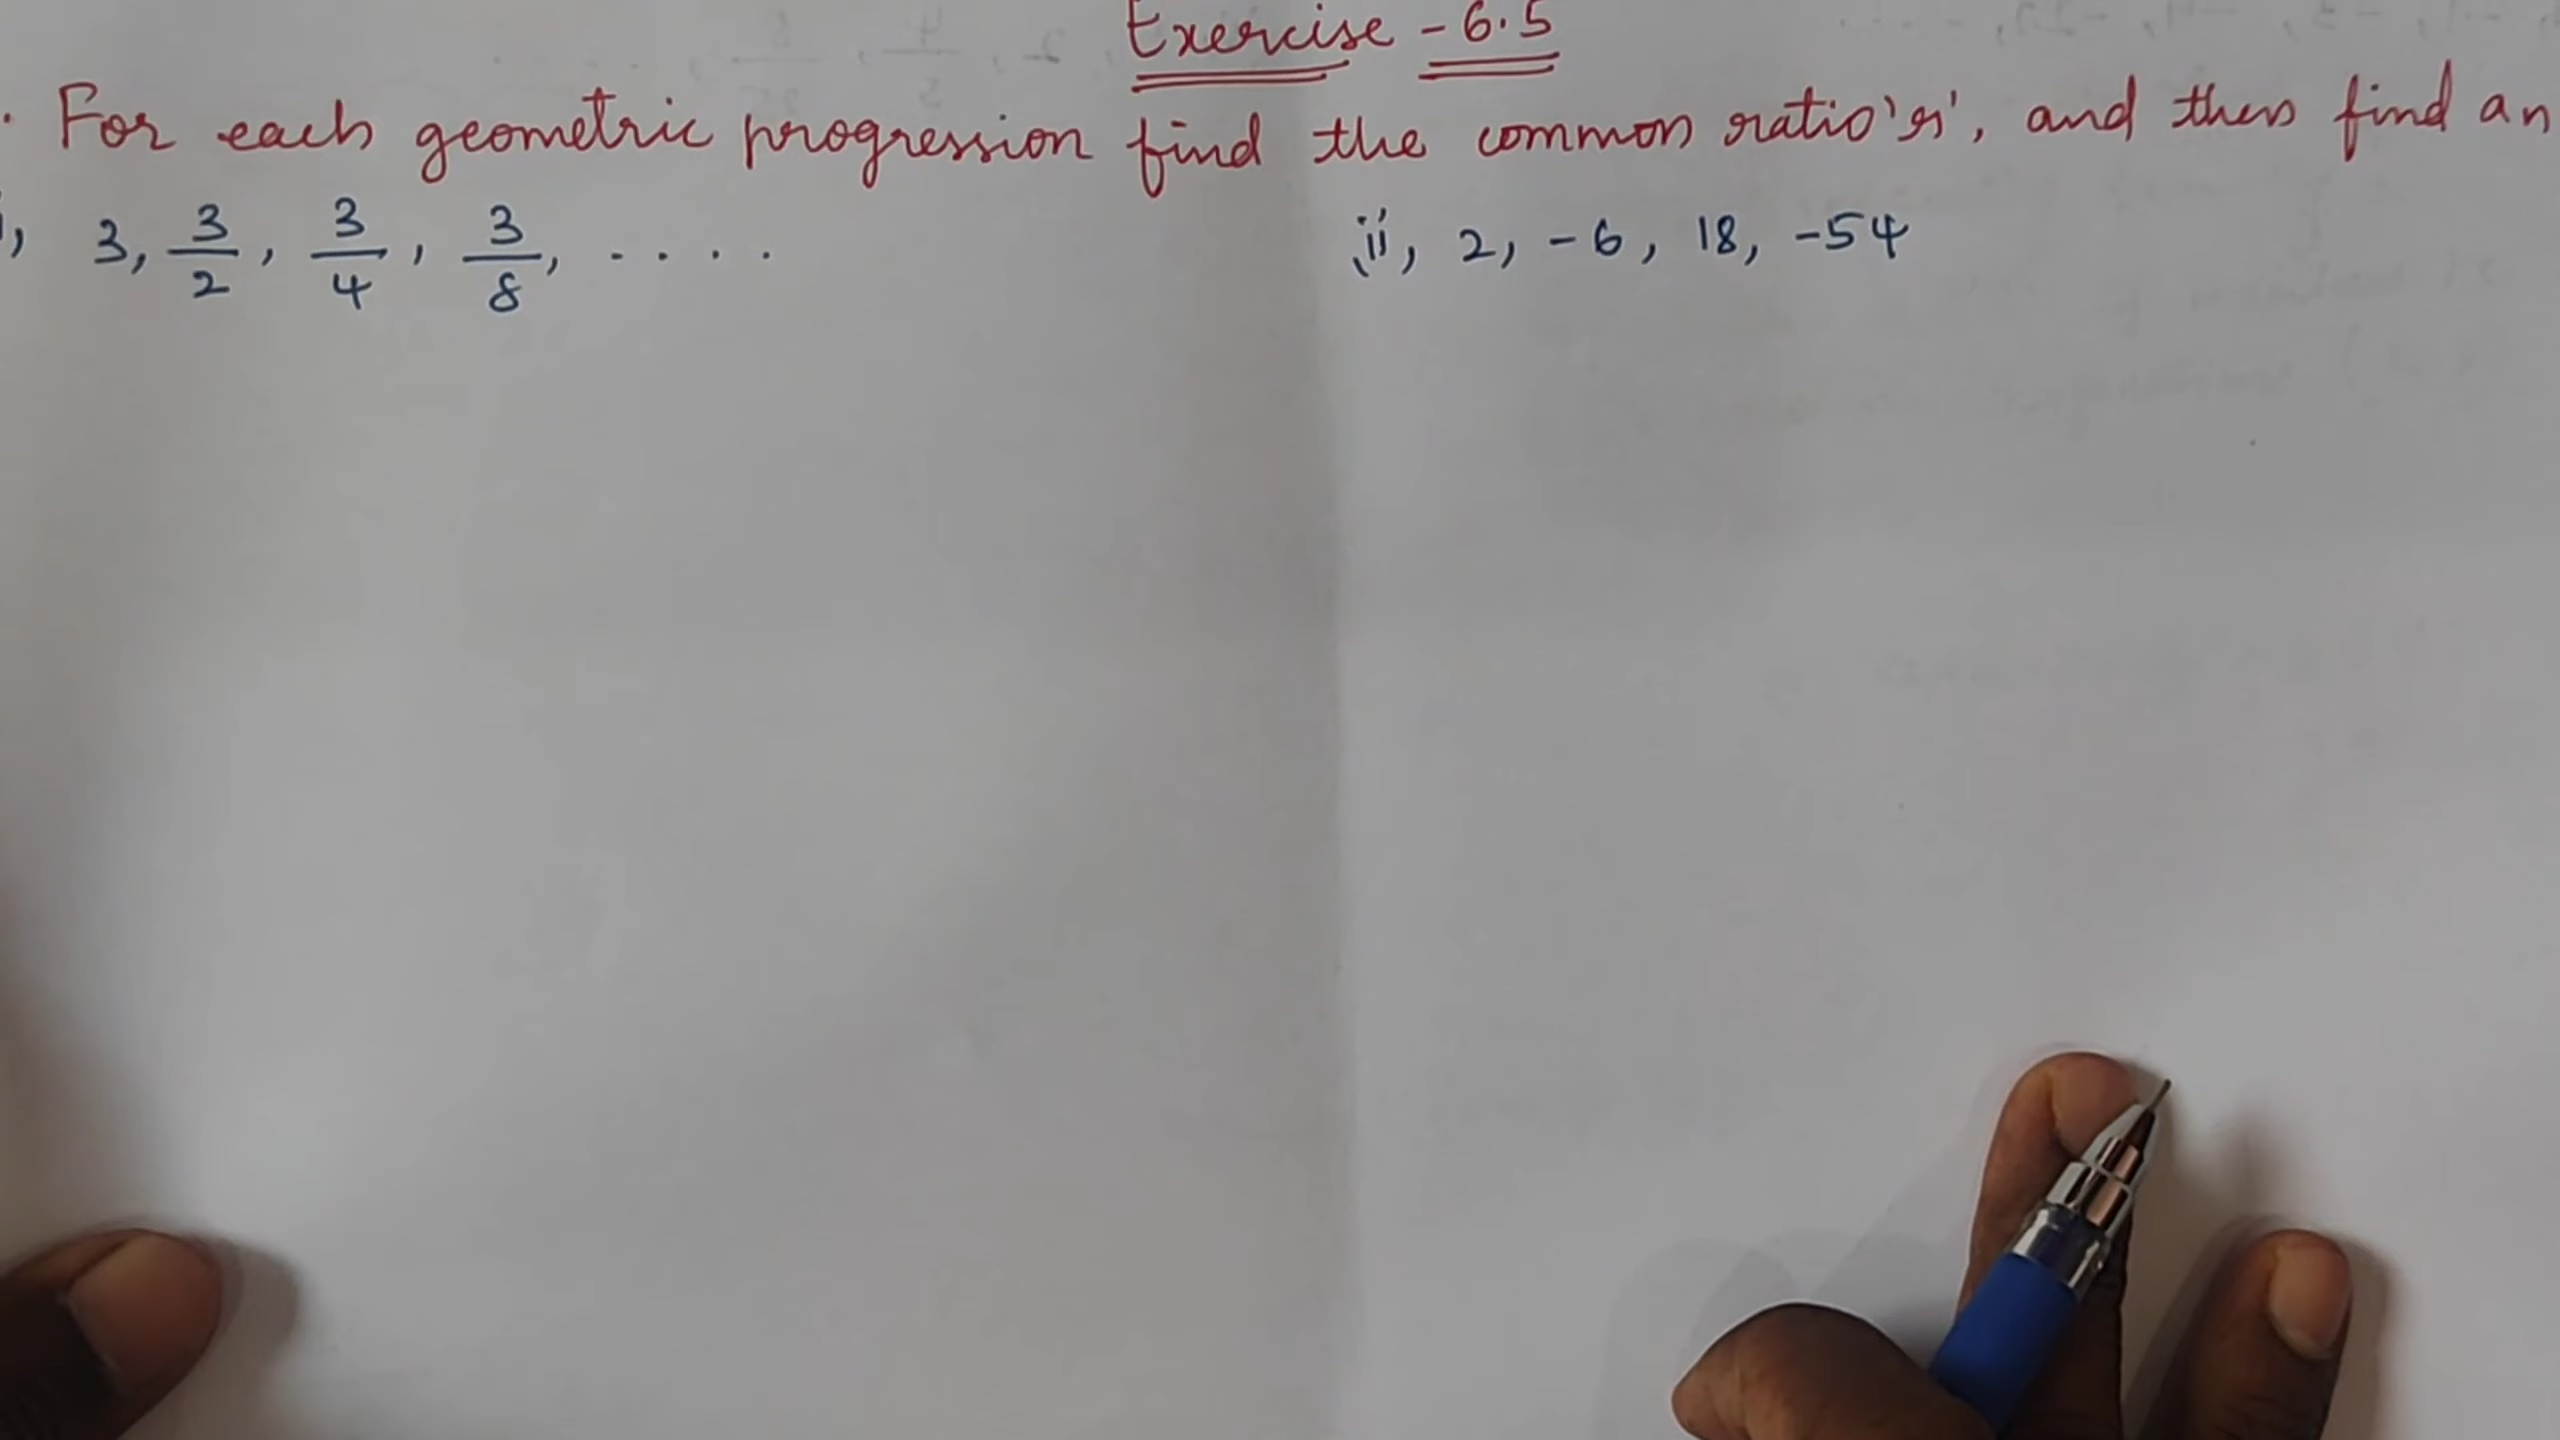 Exercise - 6.5
. For each geometric progression find the common ratio 'r', and then find an
i, 3, 3/2, 3/4, 3/8, . . . . ii, 2, -6, 18, -54